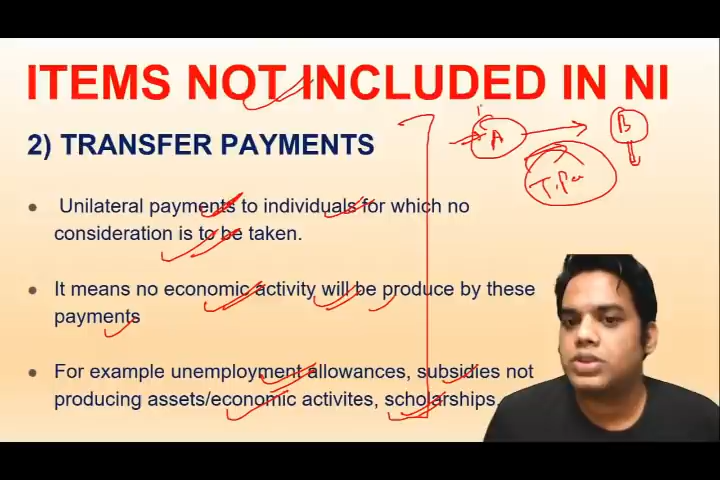 ITEMS NOT INCLUDED IN NI
2) TRANSFER PAYMENTS
A
B
T.Pa
Unilateral payments to individuals for which no
consideration is to be taken.
It means no economic activity will be produce by these
payments
For example unemployment allowances, subsidies not
producing assets/economic activites, scholarships.